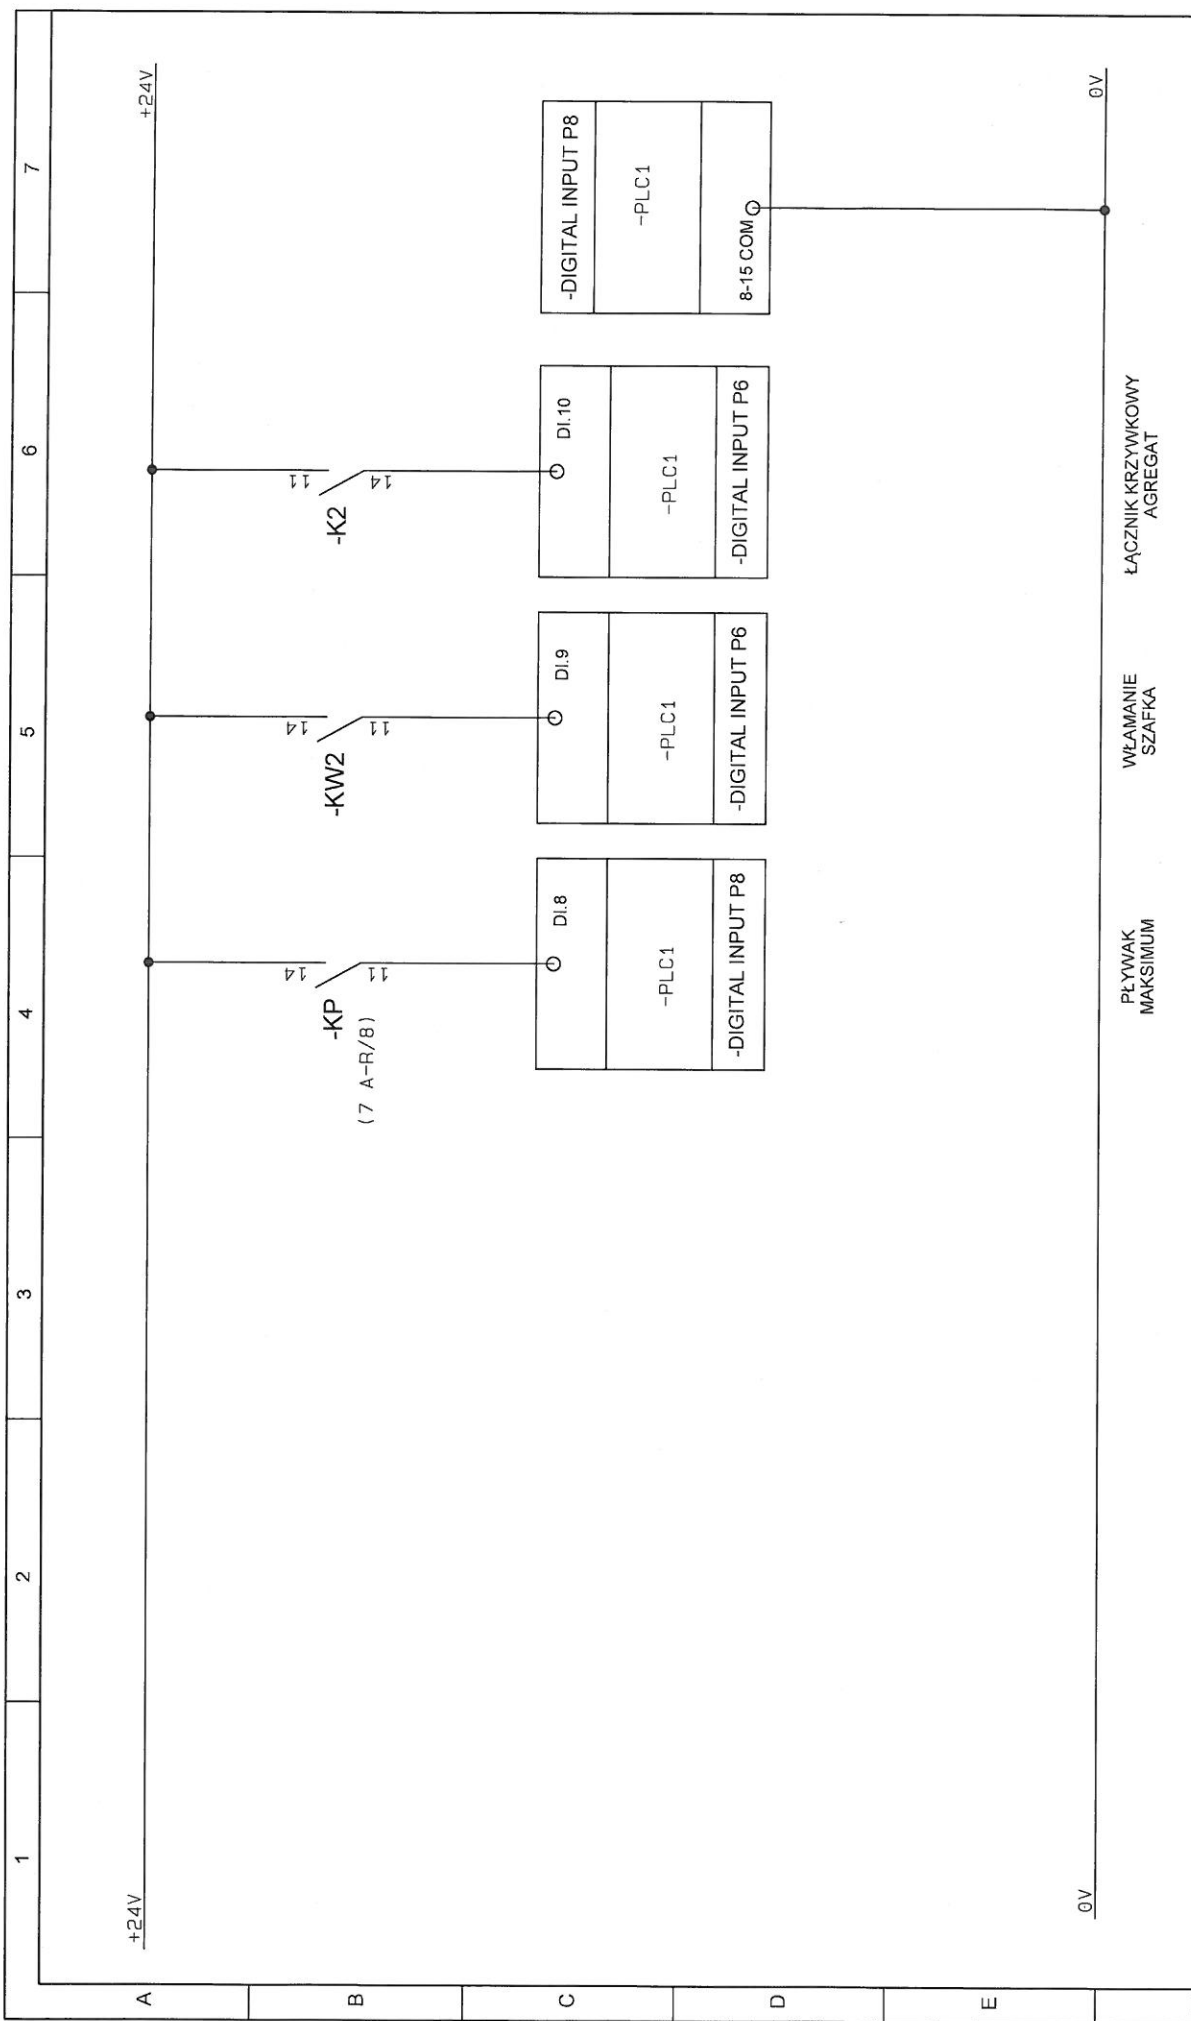 1 2 3 4 5 6 7
A
+24V +24V
B
14 14 11
-KP -KW2 -K2
11 11 14
(7 A-R/8)
C
DI.8 DI.9 DI.10 -DIGITAL INPUT P8
-PLC1 -PLC1 -PLC1 -PLC1
-DIGITAL INPUT P8 -DIGITAL INPUT P6 -DIGITAL INPUT P6 8-15 COM
D
E
0V 0V
PŁYWAK
MAKSIMUM
WŁAMANIE
SZAFKA
ŁĄCZNIK KRZYWKOWY
AGREGAT